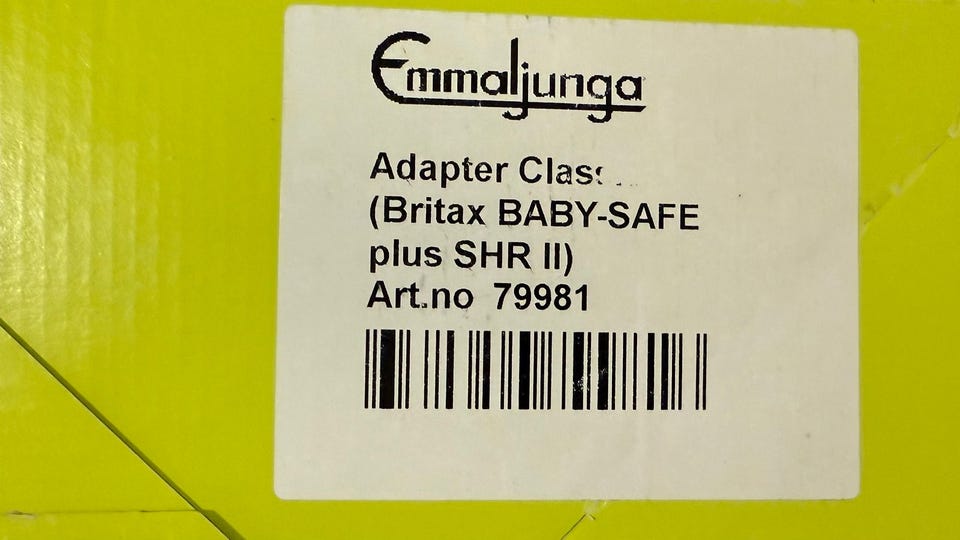 Emmaljunga
Adapter
(Britax BABY-SAFE
plus SHR II)
Art.no 79981